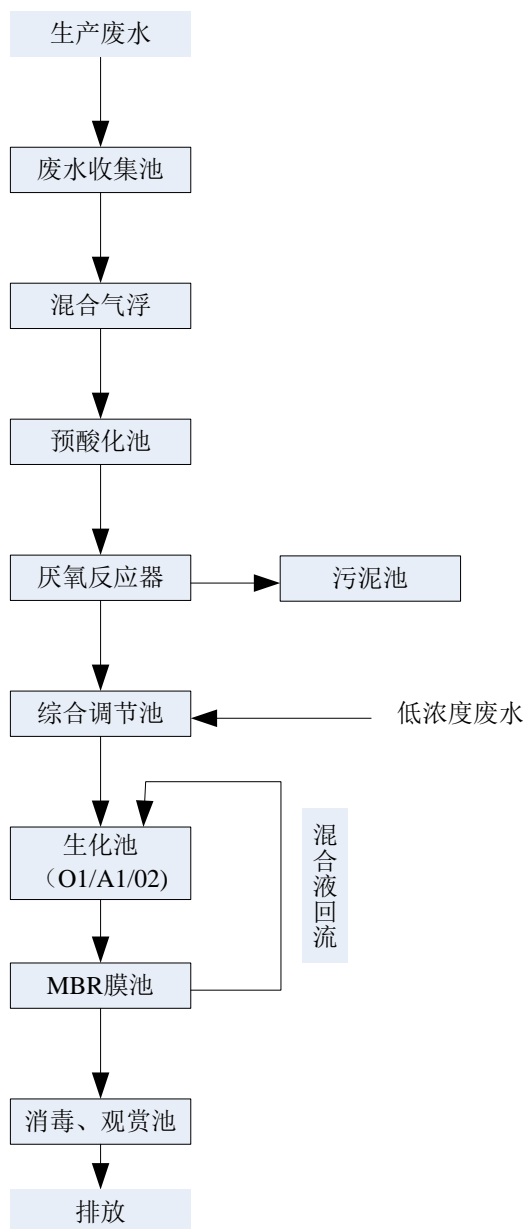 生产废水
废水收集池
混合气浮
预酸化池
厌氧反应器
污泥池
综合调节池
低浓度废水
生化池
（O1/A1/02)
混合液回流
MBR膜池
消毒、观赏池
排放